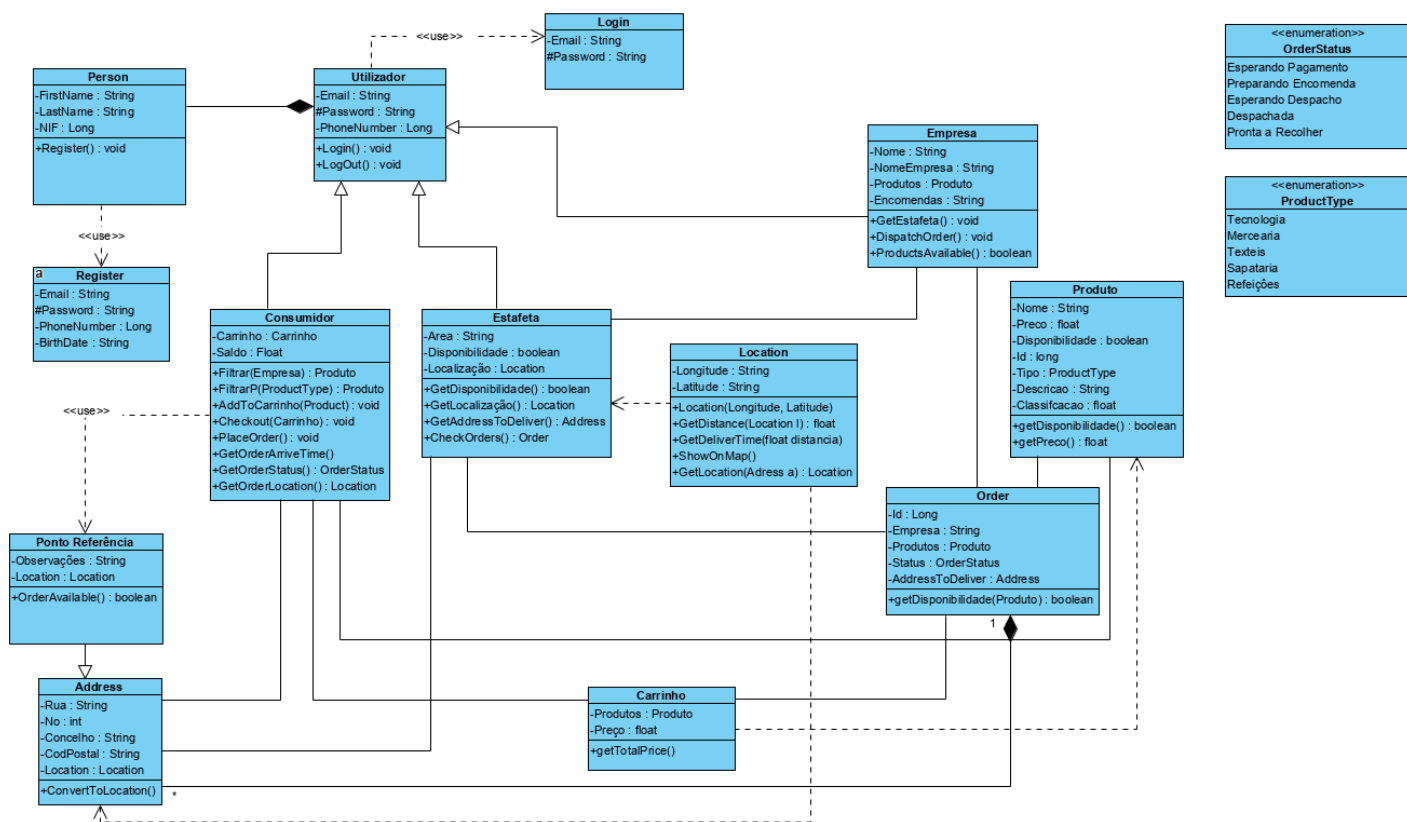 Login
-Email : String
#Password : String
<<use>>
<<enumeration>>
OrderStatus
Esperando Pagamento
Preparando Encomenda
Esperando Despacho
Despachada
Pronta a Recolher
Person
-FirstName : String
-LastName : String
-NIF : Long
+Register() : void
Utilizador
-Email : String
#Password : String
-PhoneNumber : Long
+Login() : void
+LogOut() : void
Empresa
-Nome : String
-NomeEmpresa : String
-Produtos : Produto
-Encomendas : String
+GetEstafeta() : void
+DispatchOrder() : void
+ProductsAvailable() : boolean
<<enumeration>>
ProductType
Tecnologia
Mercearia
Texteis
Sapataria
Refeições
<<use>>
a
Register
-Email : String
#Password : String
-PhoneNumber : Long
-BirthDate : String
Consumidor
-Carrinho : Carrinho
-Saldo : Float
+Filtrar(Empresa) : Produto
+FiltrarP(ProductType) : Produto
+AddToCarrinho(Product) : void
+Checkout(Carrinho) : void
+PlaceOrder() : void
+GetOrderArriveTime()
+GetOrderStatus() : OrderStatus
+GetOrderLocation() : Location
Estafeta
-Area : String
-Disponibilidade : boolean
-Localização : Location
+GetDisponibilidade() : boolean
+GetLocalização() : Location
+GetAddressToDeliver() : Address
+CheckOrders() : Order
Location
-Longitude : String
-Latitude : String
+Location(Longitude, Latitude)
+GetDistance(Location l) : float
+GetDeliverTime(float distancia)
+ShowOnMap()
+GetLocation(Adress a) : Location
Produto
-Nome : String
-Preco : float
-Disponibilidade : boolean
-Id : long
-Tipo : ProductType
-Descricao : String
-Classifcacao : float
+getDisponibilidade() : boolean
+getPreco() : float
<<use>>
Ponto Referência
-Observações : String
-Location : Location
+OrderAvailable() : boolean
Order
-Id : Long
-Empresa : String
-Produtos : Produto
-Status : OrderStatus
-AddressToDeliver : Address
+getDisponibilidade(Produto) : boolean
1
Address
-Rua : String
-No : int
-Concelho : String
-CodPostal : String
-Location : Location
+ConvertToLocation()
*
Carrinho
-Produtos : Produto
-Preço : float
+getTotalPrice()